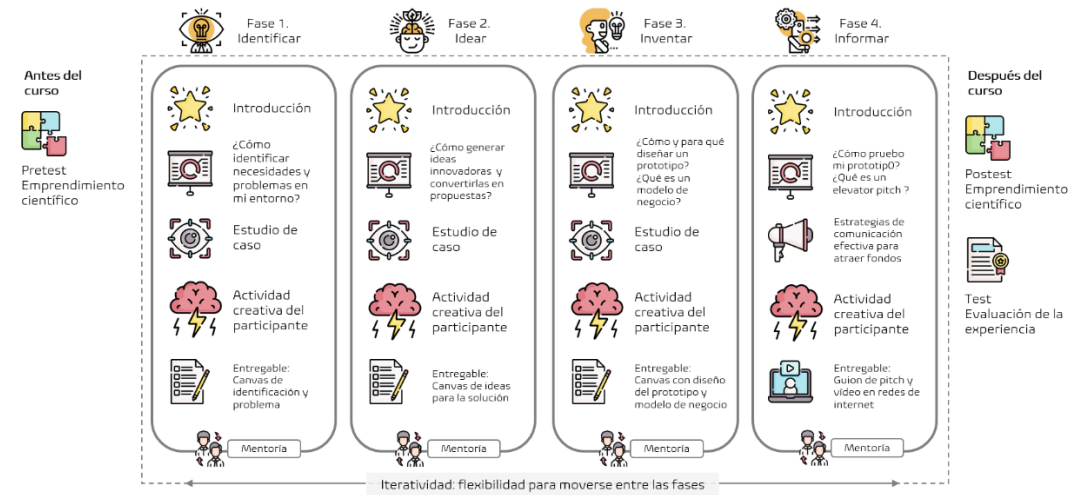 Antes del
curso
Pretest
Emprendimiento
científico
Fase 1.
Identificar
Introducción
¿Cómo
identificar
necesidades y
problemas en
mi entorno?
Estudio de
caso
Actividad
creativa del
participante
Entregable:
Canvas de
identificación y
problema
Mentoría
Fase 2.
Idear
Introducción
¿Cómo generar
ideas
innovadoras y
convertirlas en
propuestas?
Estudio de
caso
Actividad
creativa del
participante
Entregable:
Canvas de ideas
para la solución
Mentoría
Fase 3.
Inventar
Introducción
¿Cómo y para qué
diseñar un
prototipo?
¿Qué es un
modelo de
negocio?
Estudio de
caso
Actividad
creativa del
participante
Entregable:
Canvas con diseño
del prototipo y
modelo de negocio
Mentoría
Fase 4.
Informar
Introducción
¿Cómo pruebo
mi prototip0?
¿Qué es un
elevator pitch ?
Estrategias de
comunicación
efectiva para
atraer fondos
Actividad
creativa del
participante
Entregable:
Guion de pitch y
vídeo en redes de
internet
Mentoría
Después del
curso
Postest
Emprendimiento
científico
Test
Evaluación de la
experiencia
Iteratividad: flexibilidad para moverse entre las fases